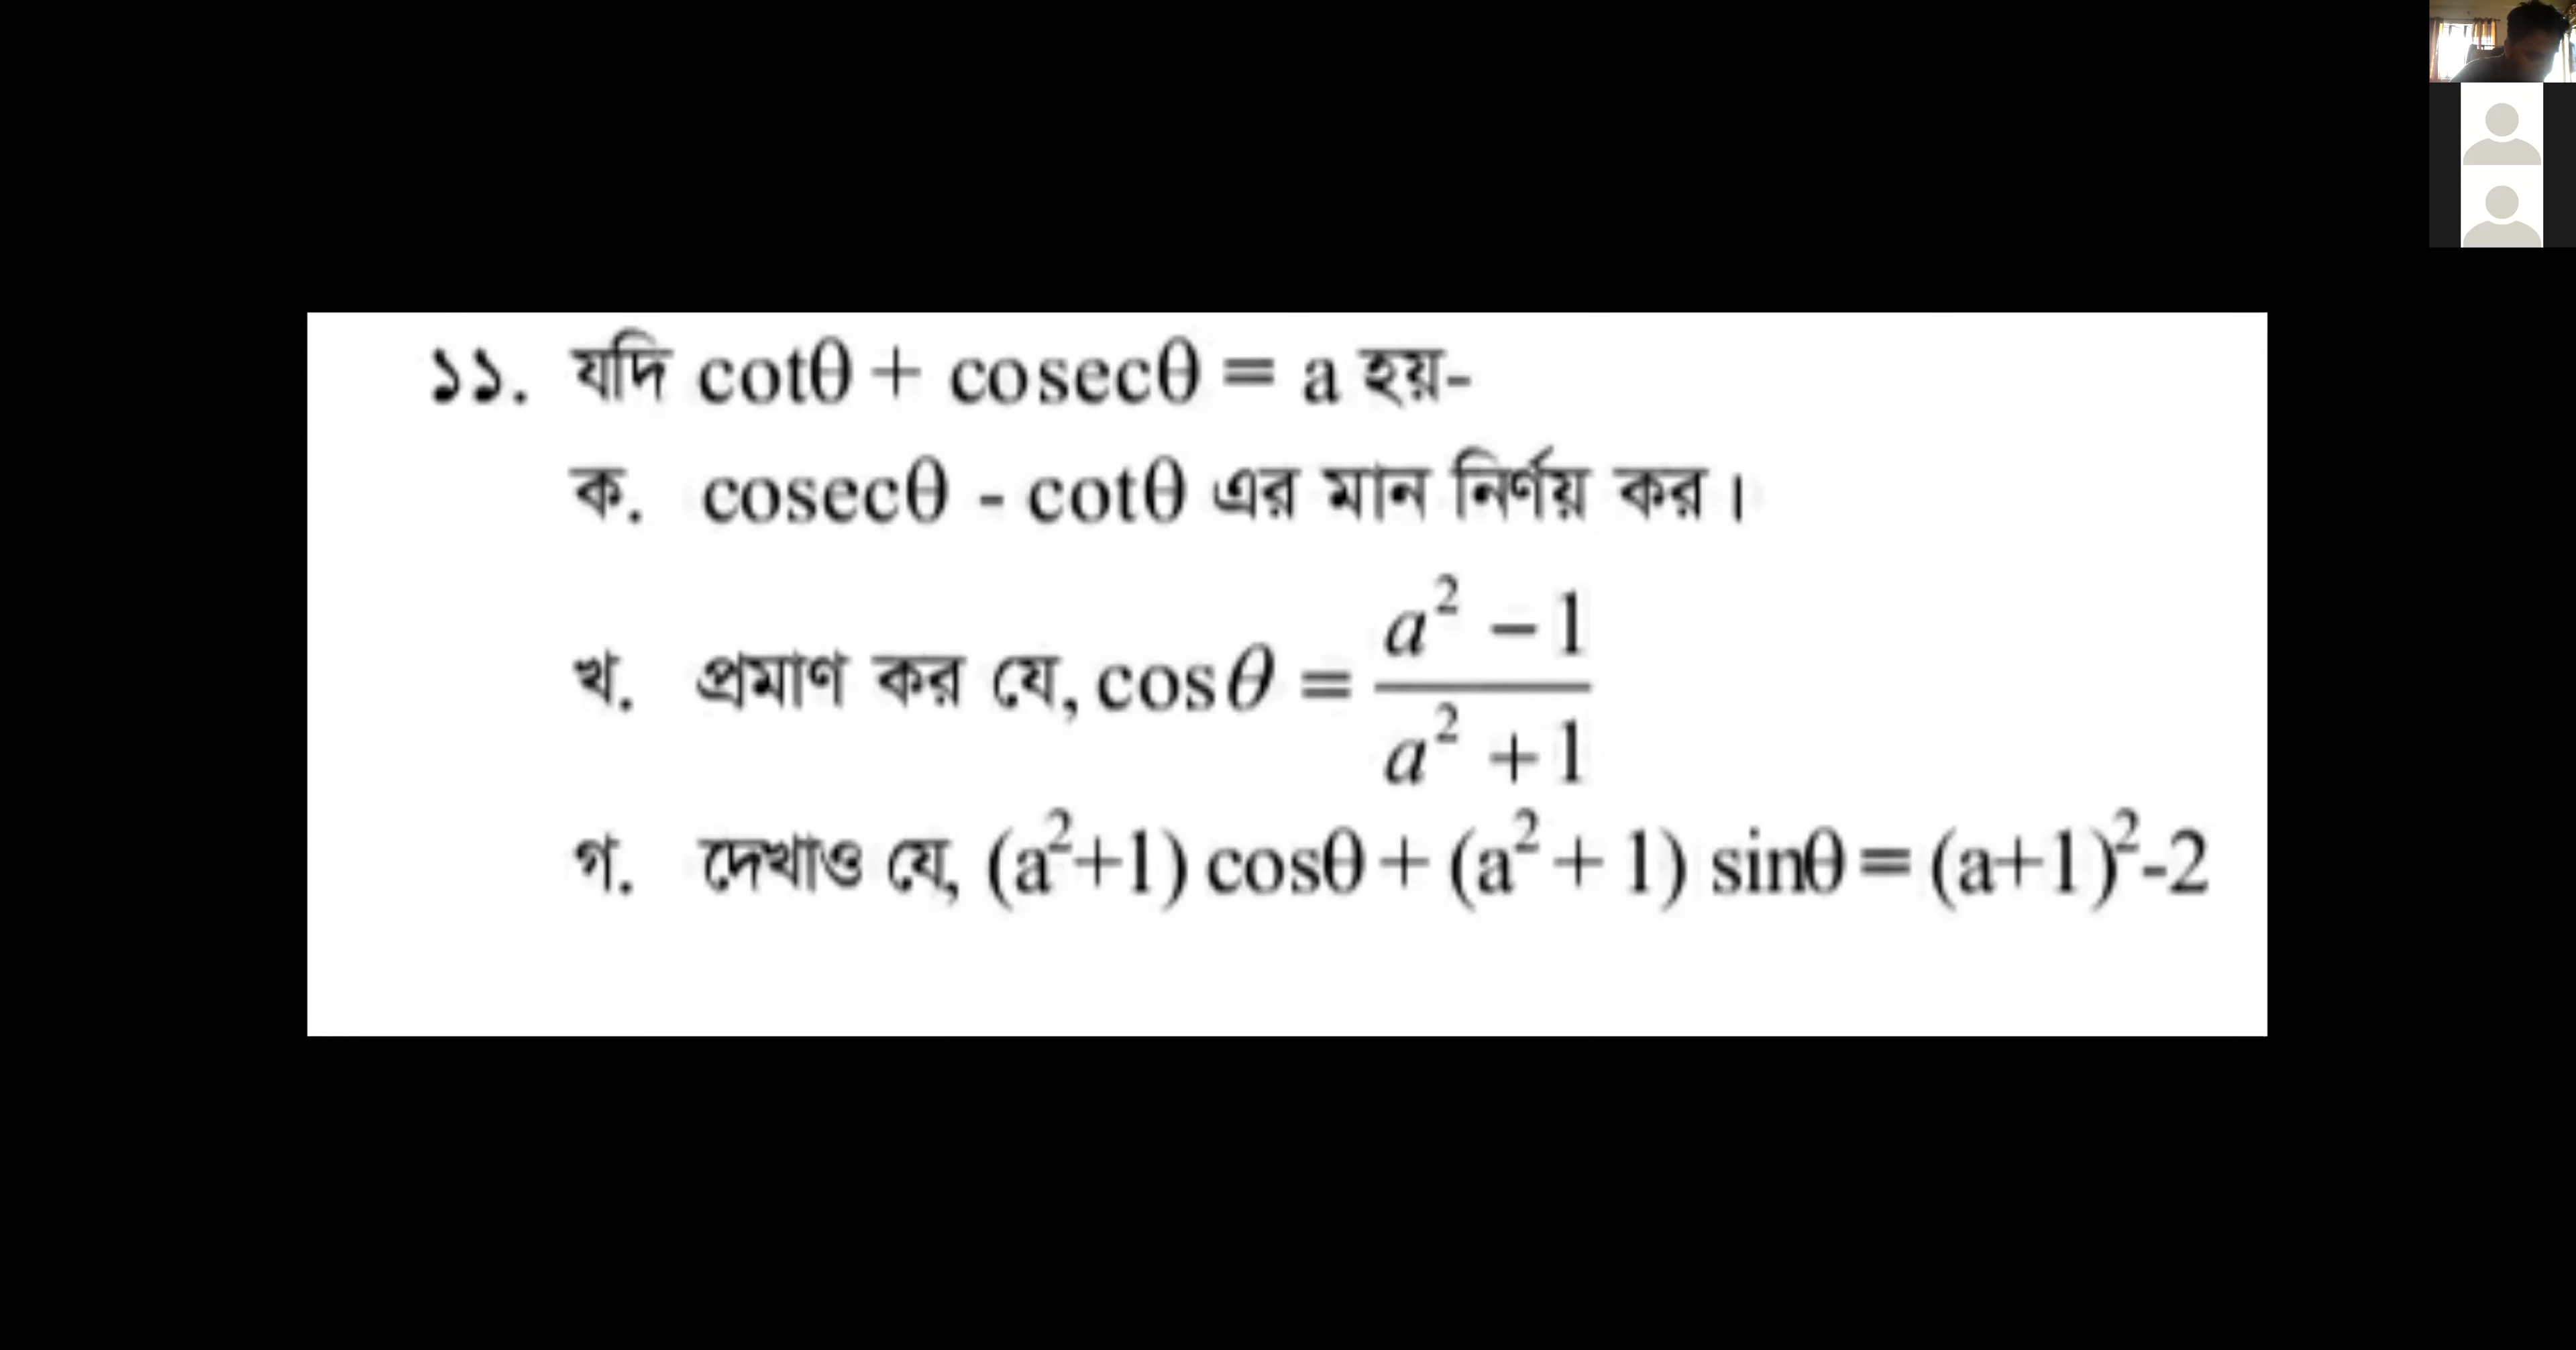 ১১. যদি cotθ + cosecθ = a হয়-
ক. cosecθ - cotθ এর মান নির্ণয় কর।
খ. প্রমাণ কর যে, cosθ = (a² − 1)/(a² + 1)
গ. দেখাও যে, (a²+1) cosθ + (a² + 1) sinθ = (a+1)²-2